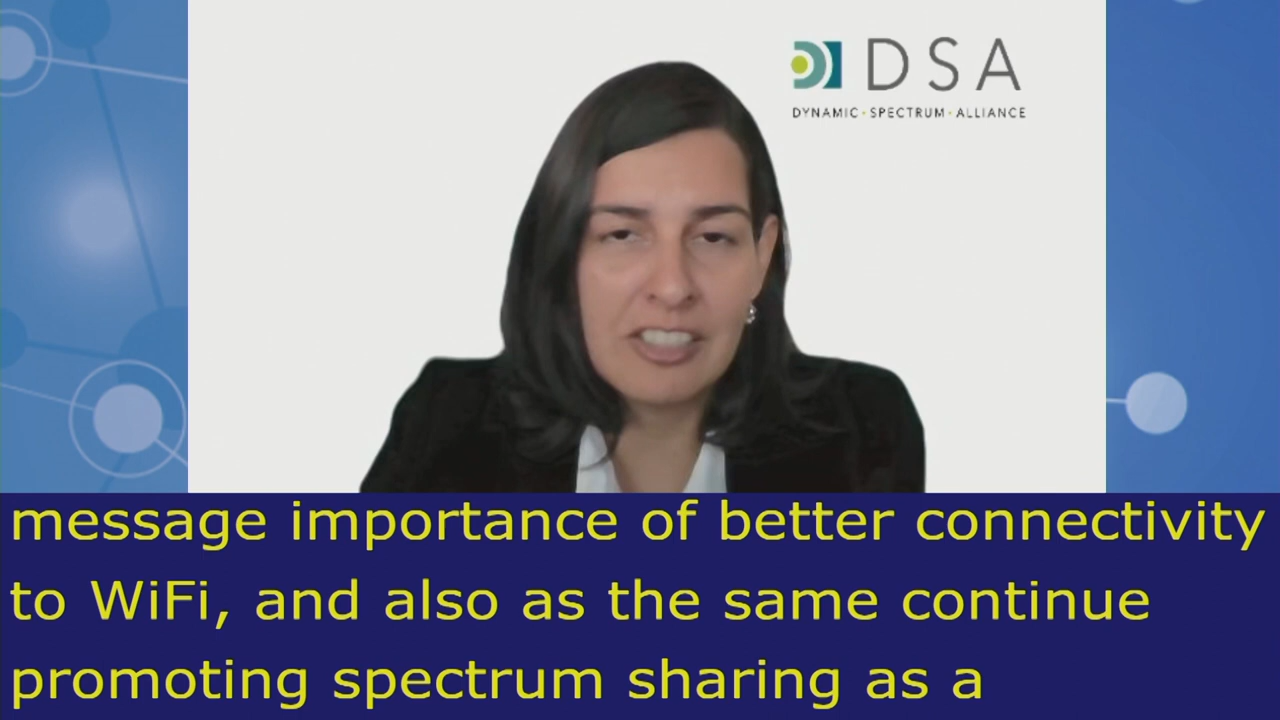 DSA
DYNAMIC · SPECTRUM · ALLIANCE
message importance of better connectivity
to WiFi, and also as the same continue
promoting spectrum sharing as a